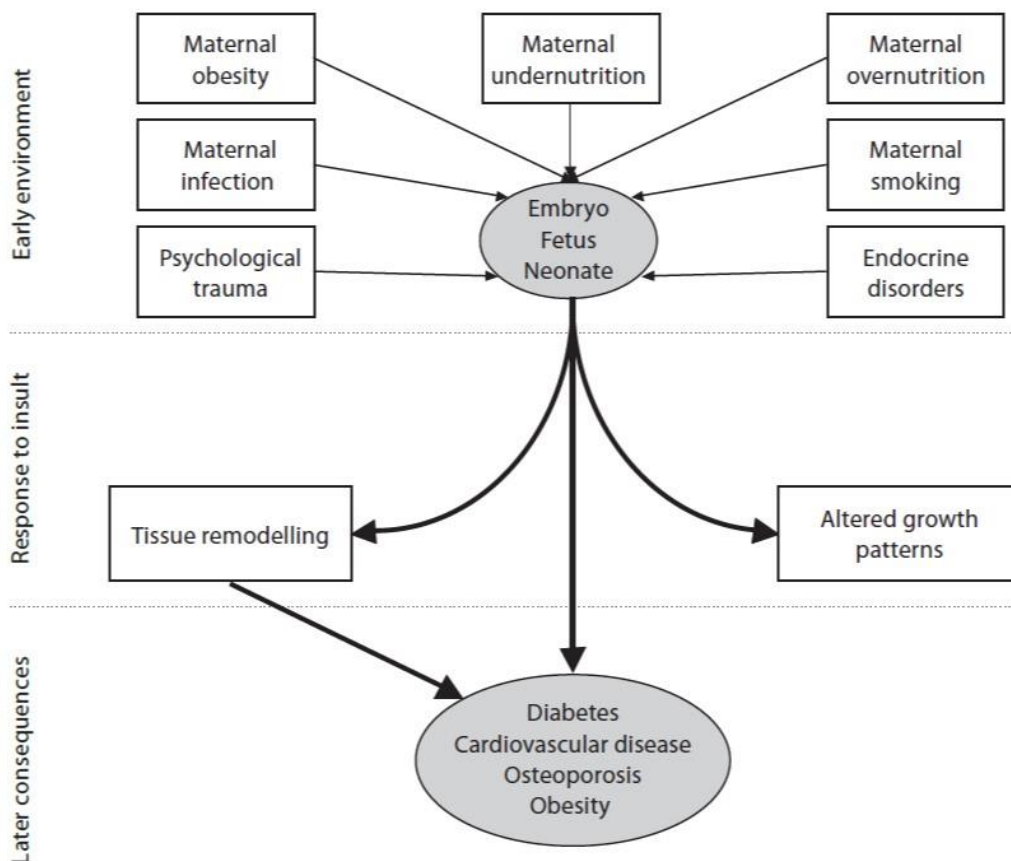 Early environment
Maternal
obesity
Maternal
undernutrition
Maternal
overnutrition
Maternal
infection
Maternal
smoking
Psychological
trauma
Endocrine
disorders
Embryo
Fetus
Neonate
Response to insult
Tissue remodelling
Altered growth
patterns
Later consequences
Diabetes
Cardiovascular disease
Osteoporosis
Obesity